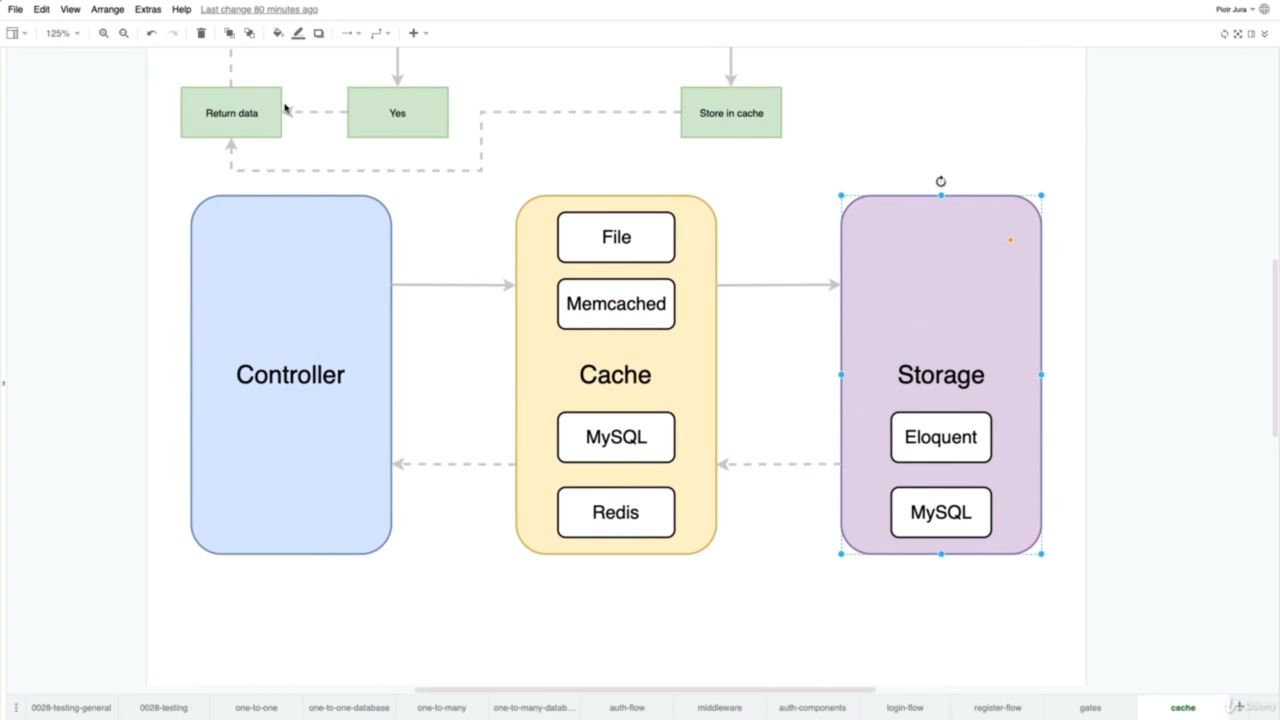 File Edit View Arrange Extras Help Last change 80 minutes ago
Piotr Jura
125%
Return data
Yes
Store in cache
File
Memcached
Controller
Cache
Storage
MySQL
Eloquent
Redis
MySQL
0028-testing-general 0028-testing one-to-one one-to-one-database one-to-many one-to-many-datab... auth-flow middleware auth-components login-flow register-flow gates cache
Udemy